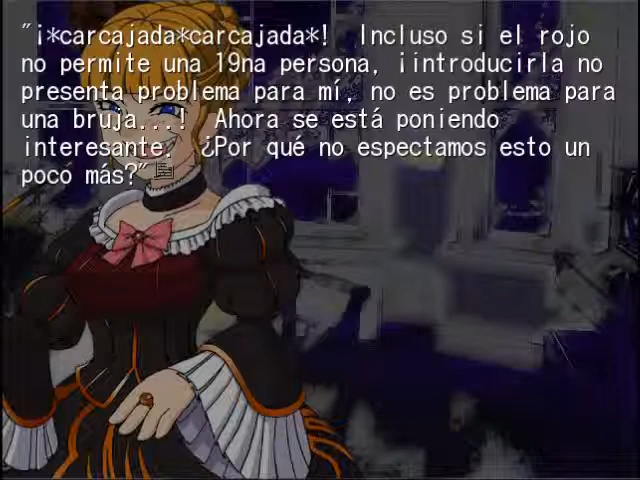 "¡*carcajada*carcajada*!  Incluso si el rojo
no permite una 19na persona, ¡introducirla no
presenta problema para mí, no es problema para
una bruja...!  Ahora se está poniendo
interesante.  ¿Por qué no espectamos esto un
poco más?"